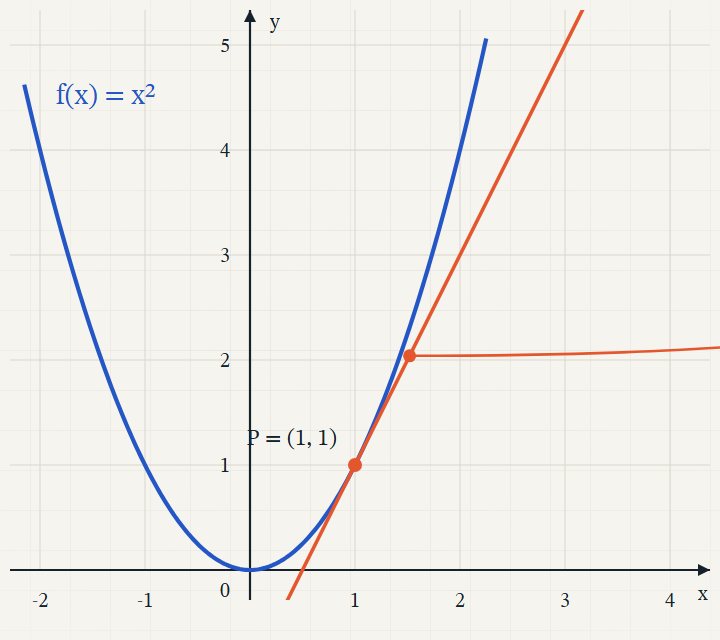 y
5
f(x) = x²
4
3
2
P = (1, 1)
1
0
-2 -1 1 2 3 4 x